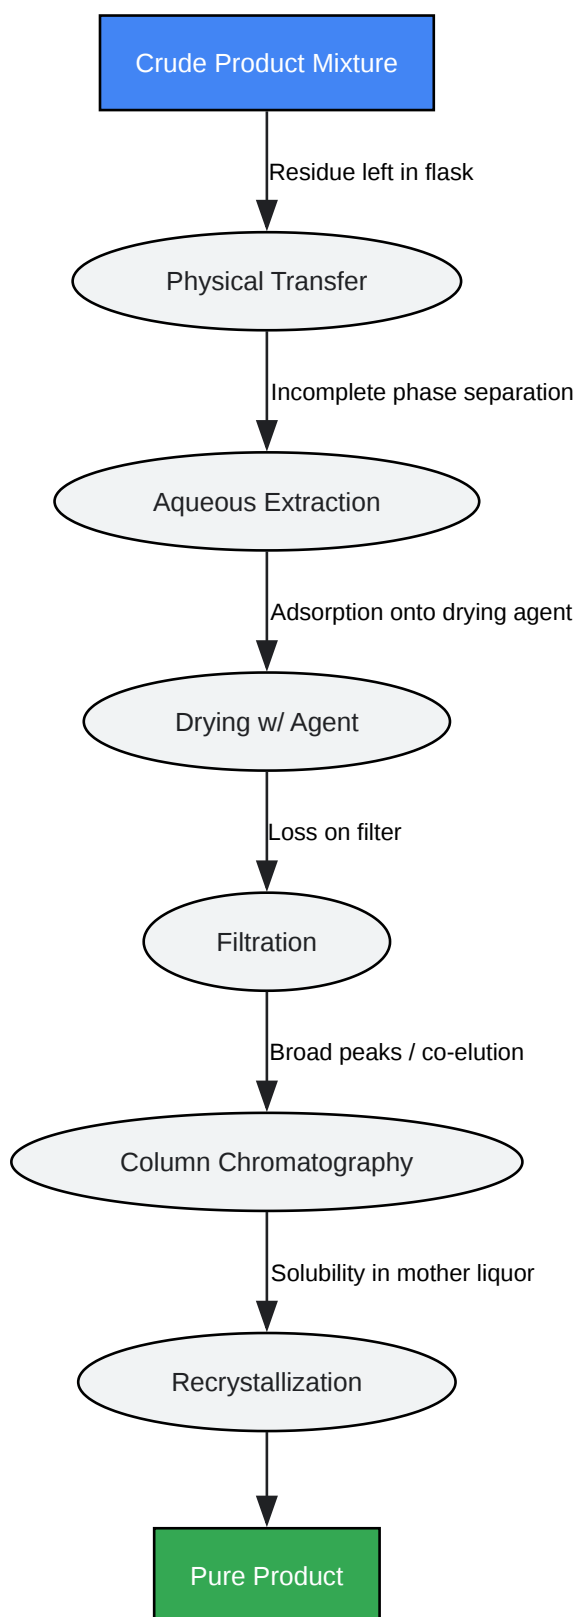 Crude Product Mixture
Residue left in flask
Physical Transfer
Incomplete phase separation
Aqueous Extraction
Adsorption onto drying agent
Drying w/ Agent
Loss on filter
Filtration
Broad peaks / co-elution
Column Chromatography
Solubility in mother liquor
Recrystallization
Pure Product